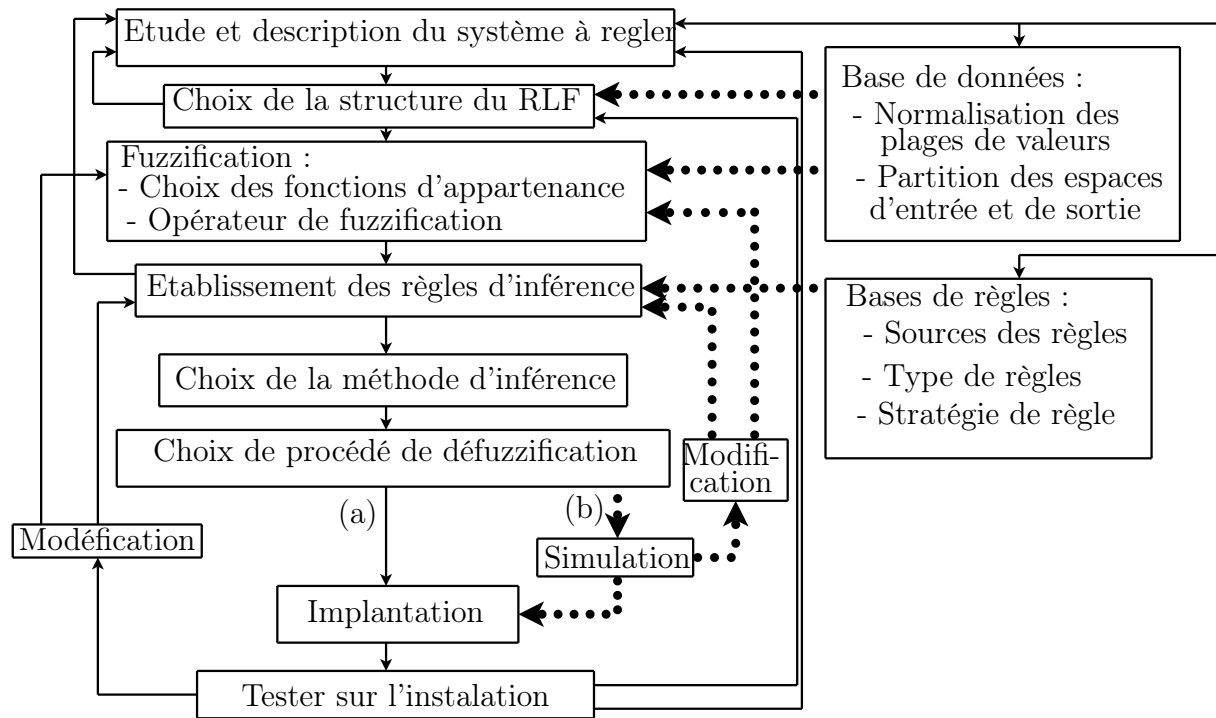 Etude et description du système à regler
Choix de la structure du RLF
Fuzzification :
- Choix des fonctions d'appartenance
- Opérateur de fuzzification
Etablissement des règles d'inférence
Choix de la méthode d'inférence
Choix de procédé de défuzzification
(a)
(b)
Modéfication
Simulation
Modifi-
cation
Implantation
Tester sur l'instalation
Base de données :
- Normalisation des
plages de valeurs
- Partition des espaces
d'entrée et de sortie
Bases de règles :
- Sources des règles
- Type de règles
- Stratégie de règle